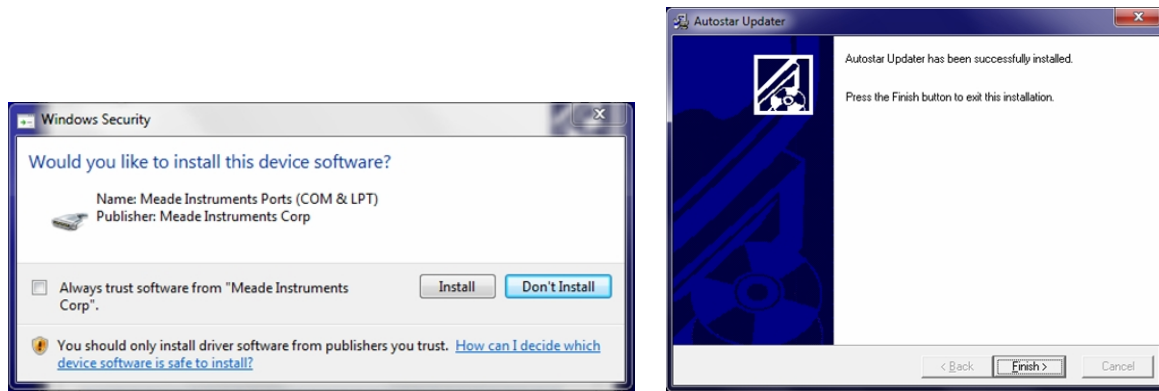 Windows Security
Would you like to install this device software?
Name: Meade Instruments Ports (COM & LPT)
Publisher: Meade Instruments Corp
Always trust software from "Meade Instruments
Corp".
Install
Don't Install
You should only install driver software from publishers you trust. How can I decide which
device software is safe to install?
Autostar Updater
Autostar Updater has been successfully installed.
Press the Finish button to exit this installation.
< Back
Finish >
Cancel